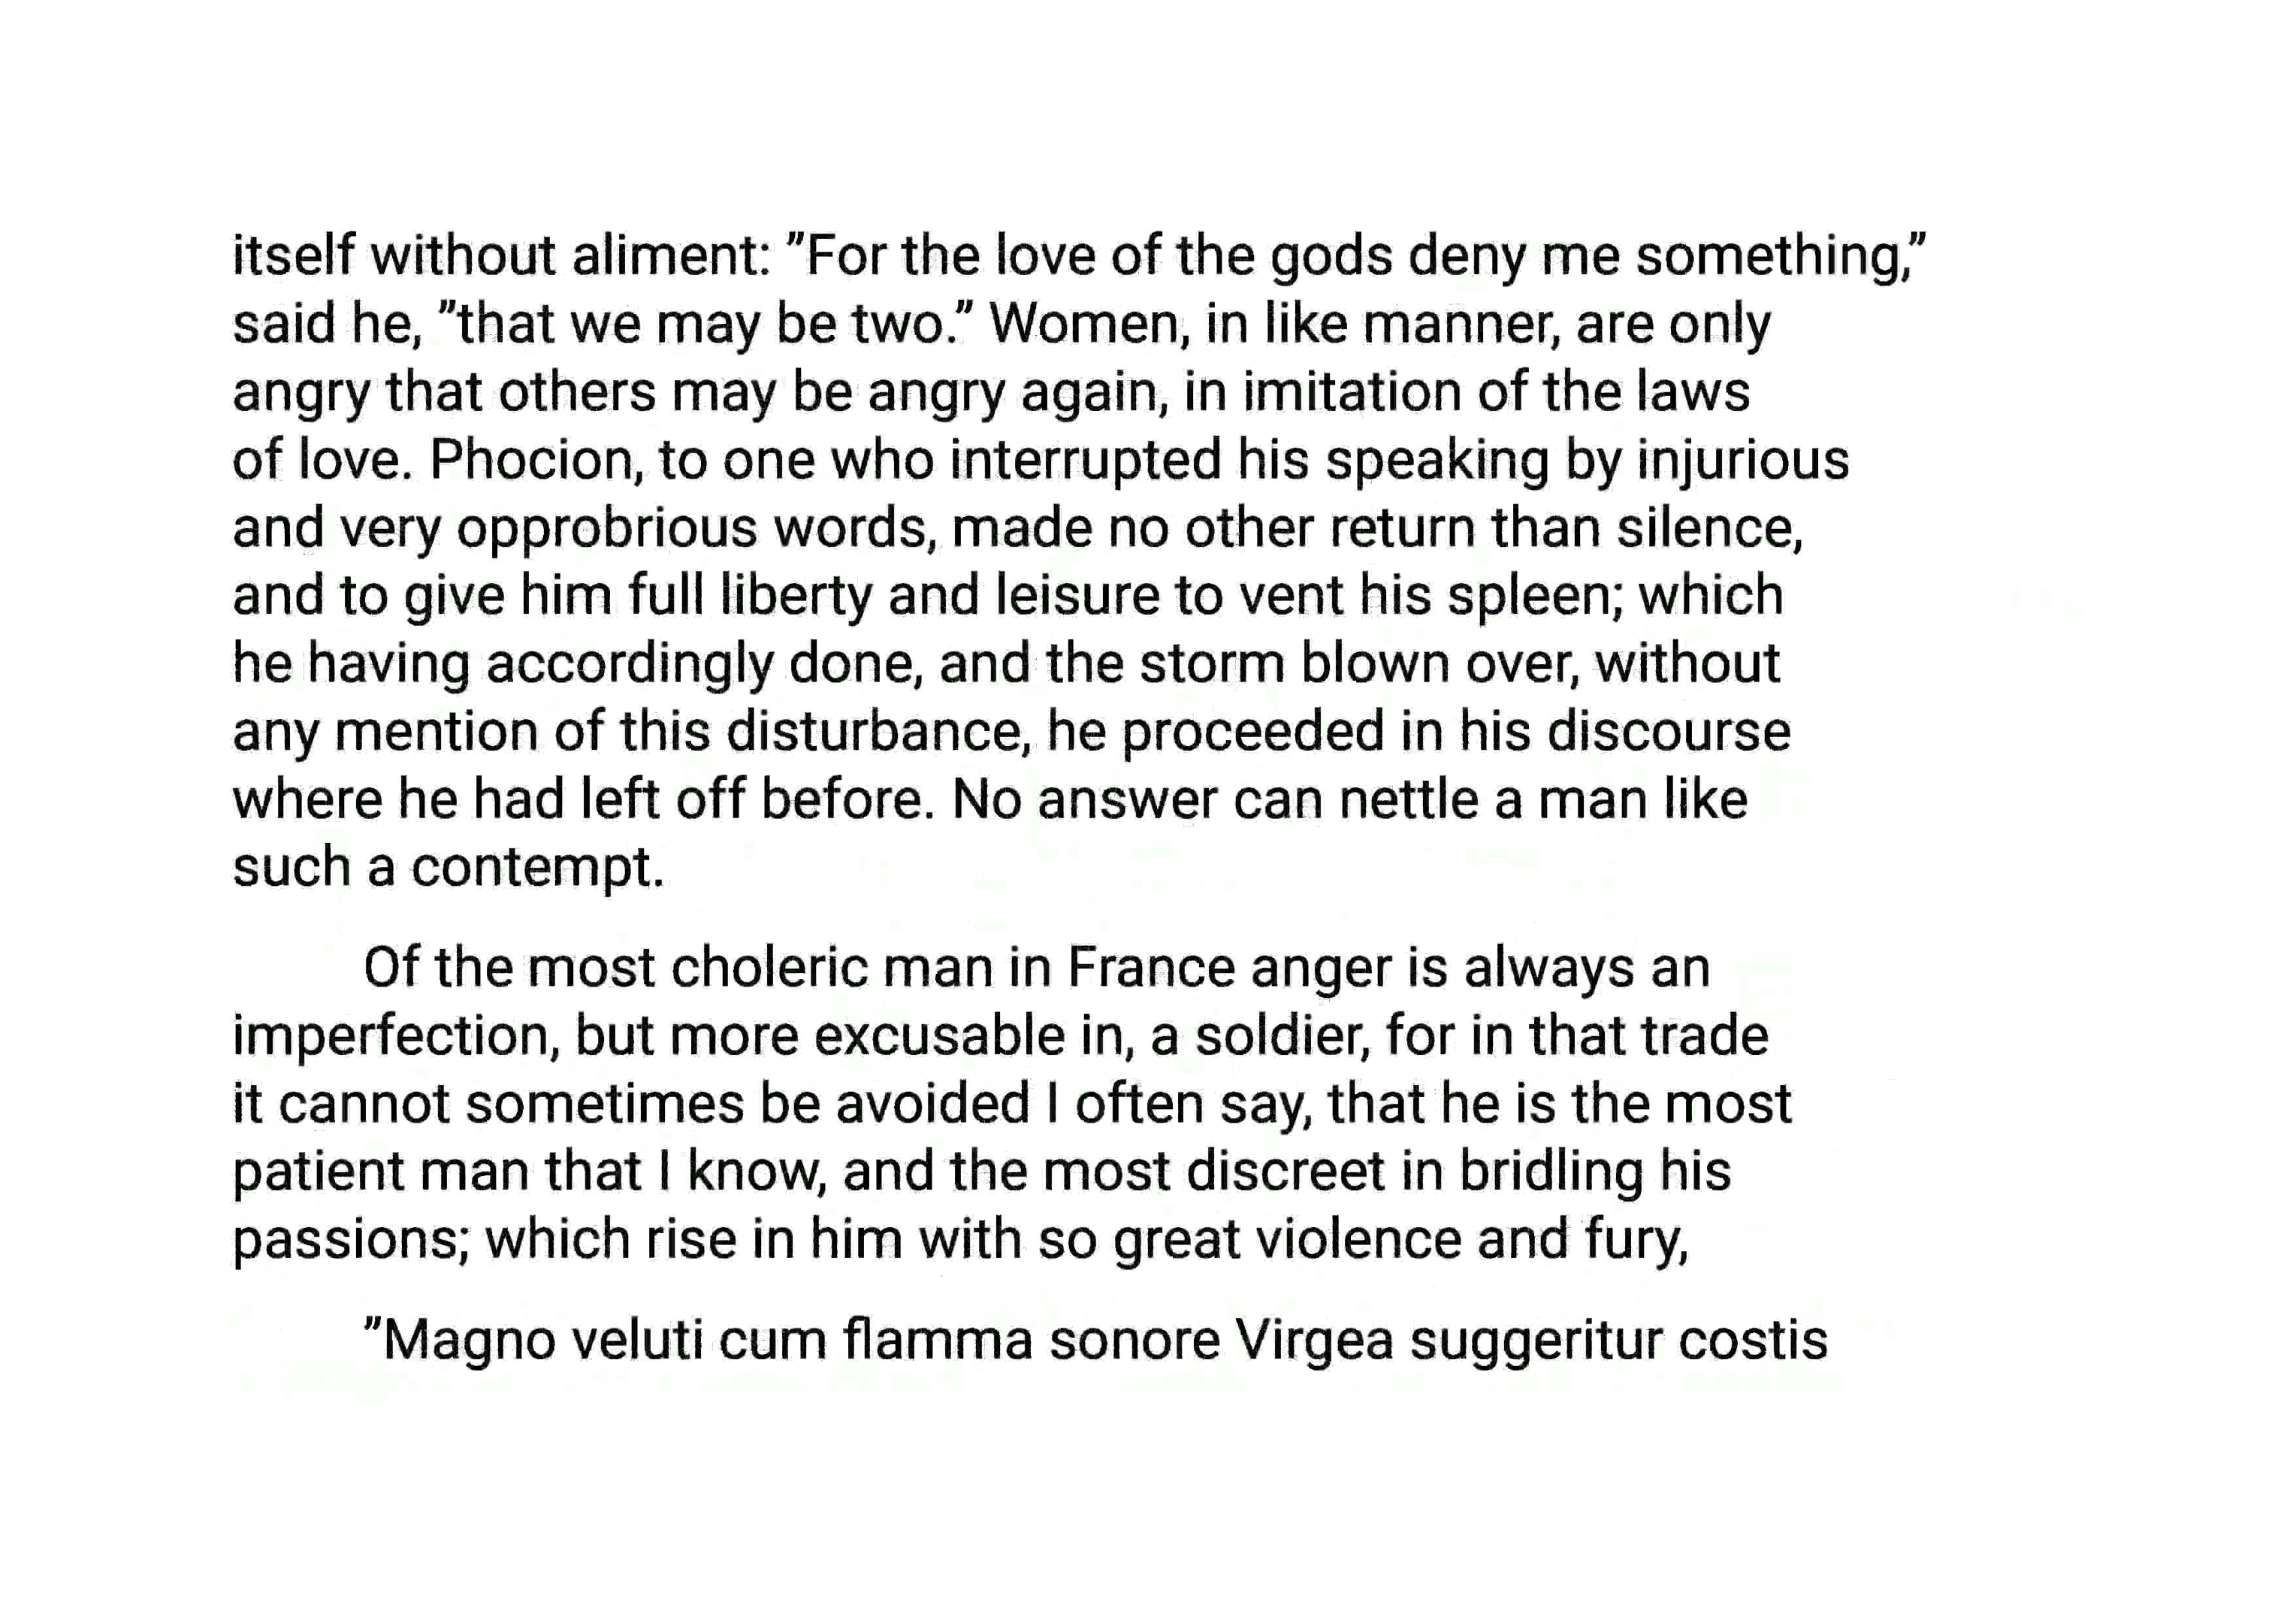 itself without aliment: ”For the love of the gods deny me something,”
said he, ”that we may be two.” Women, in like manner, are only
angry that others may be angry again, in imitation of the laws
of love. Phocion, to one who interrupted his speaking by injurious
and very opprobrious words, made no other return than silence,
and to give him full liberty and leisure to vent his spleen; which
he having accordingly done, and the storm blown over, without
any mention of this disturbance, he proceeded in his discourse
where he had left off before. No answer can nettle a man like
such a contempt.
Of the most choleric man in France anger is always an
imperfection, but more excusable in, a soldier, for in that trade
it cannot sometimes be avoided I often say, that he is the most
patient man that I know, and the most discreet in bridling his
passions; which rise in him with so great violence and fury,
”Magno veluti cum flamma sonore Virgea suggeritur costis